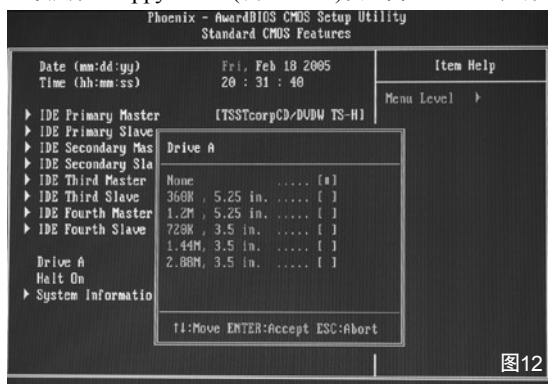 Phoenix - AwardBIOS CMOS Setup Utility
Standard CMOS Features
Date (mm:dd:yy) Fri, Feb 18 2005
Time (hh:mm:ss) 20 : 31 : 40
Item Help
Menu Level
IDE Primary Master [TSSTcorpCD/DVDW TS-H]
IDE Primary Slave
IDE Secondary Mas
IDE Secondary Sla
IDE Third Master
IDE Third Slave
IDE Fourth Master
IDE Fourth Slave
Drive A
Halt On
System Informatio
Drive A
None ..... [■]
360K , 5.25 in. ..... [ ]
1.2M , 5.25 in. ..... [ ]
720K , 3.5 in. ..... [ ]
1.44M, 3.5 in. ..... [ ]
2.88M, 3.5 in. ..... [ ]
↑↓:Move ENTER:Accept ESC:Abort
图12